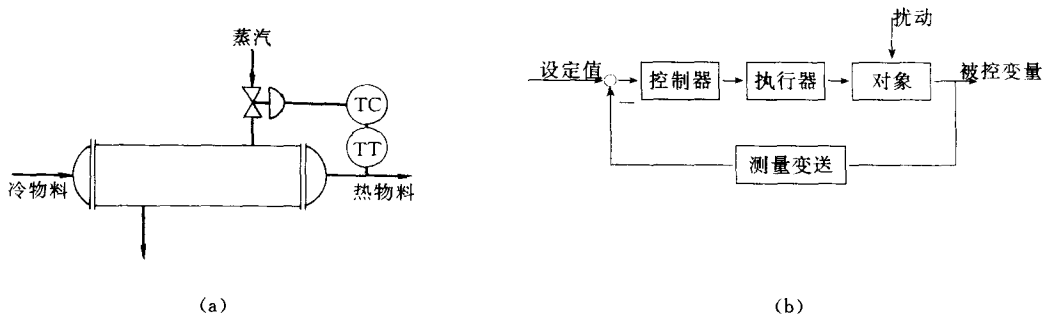 蒸汽
TC
TT
冷物料
热物料
(a)
扰动
设定值
控制器
执行器
对象
被控变量
测量变送
(b)